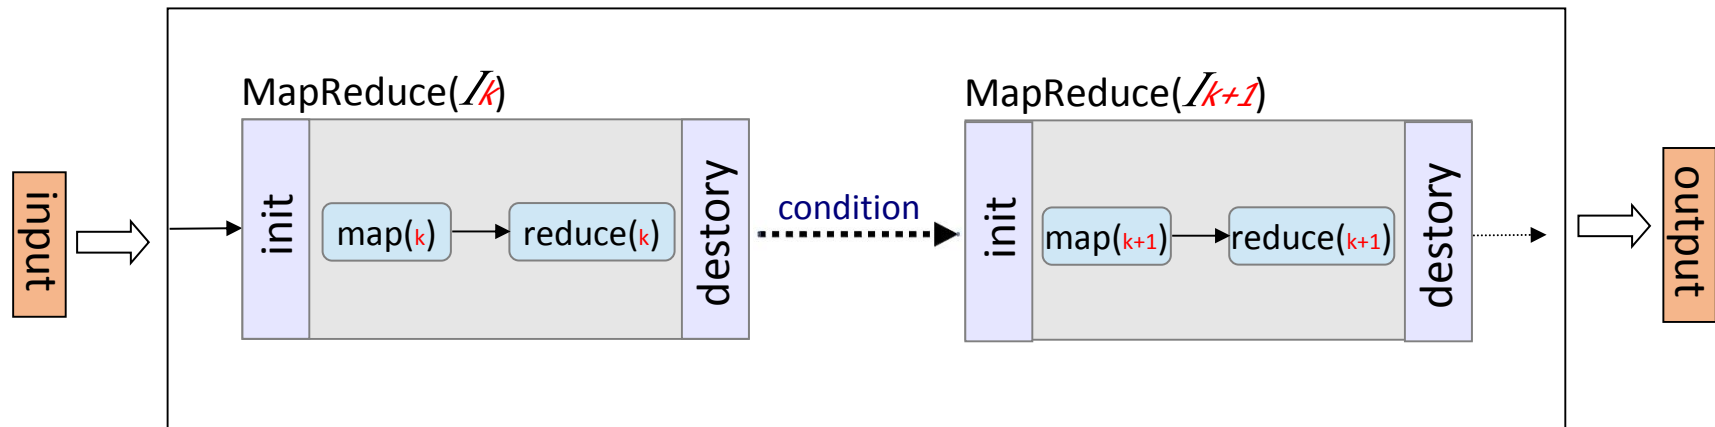 input
MapReduce(Ik)
init
map(k)
reduce(k)
destory
condition
MapReduce(Ik+1)
init
map(k+1)
reduce(k+1)
destory
output